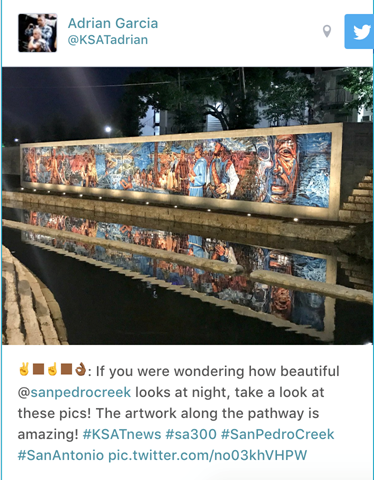 Adrian Garcia
@KSATadrian
✌🏾☝🏾👌🏾: If you were wondering how beautiful
@sanpedrocreek looks at night, take a look at
these pics! The artwork along the pathway is
amazing! #KSATnews #sa300 #SanPedroCreek
#SanAntonio pic.twitter.com/no03khVHPW